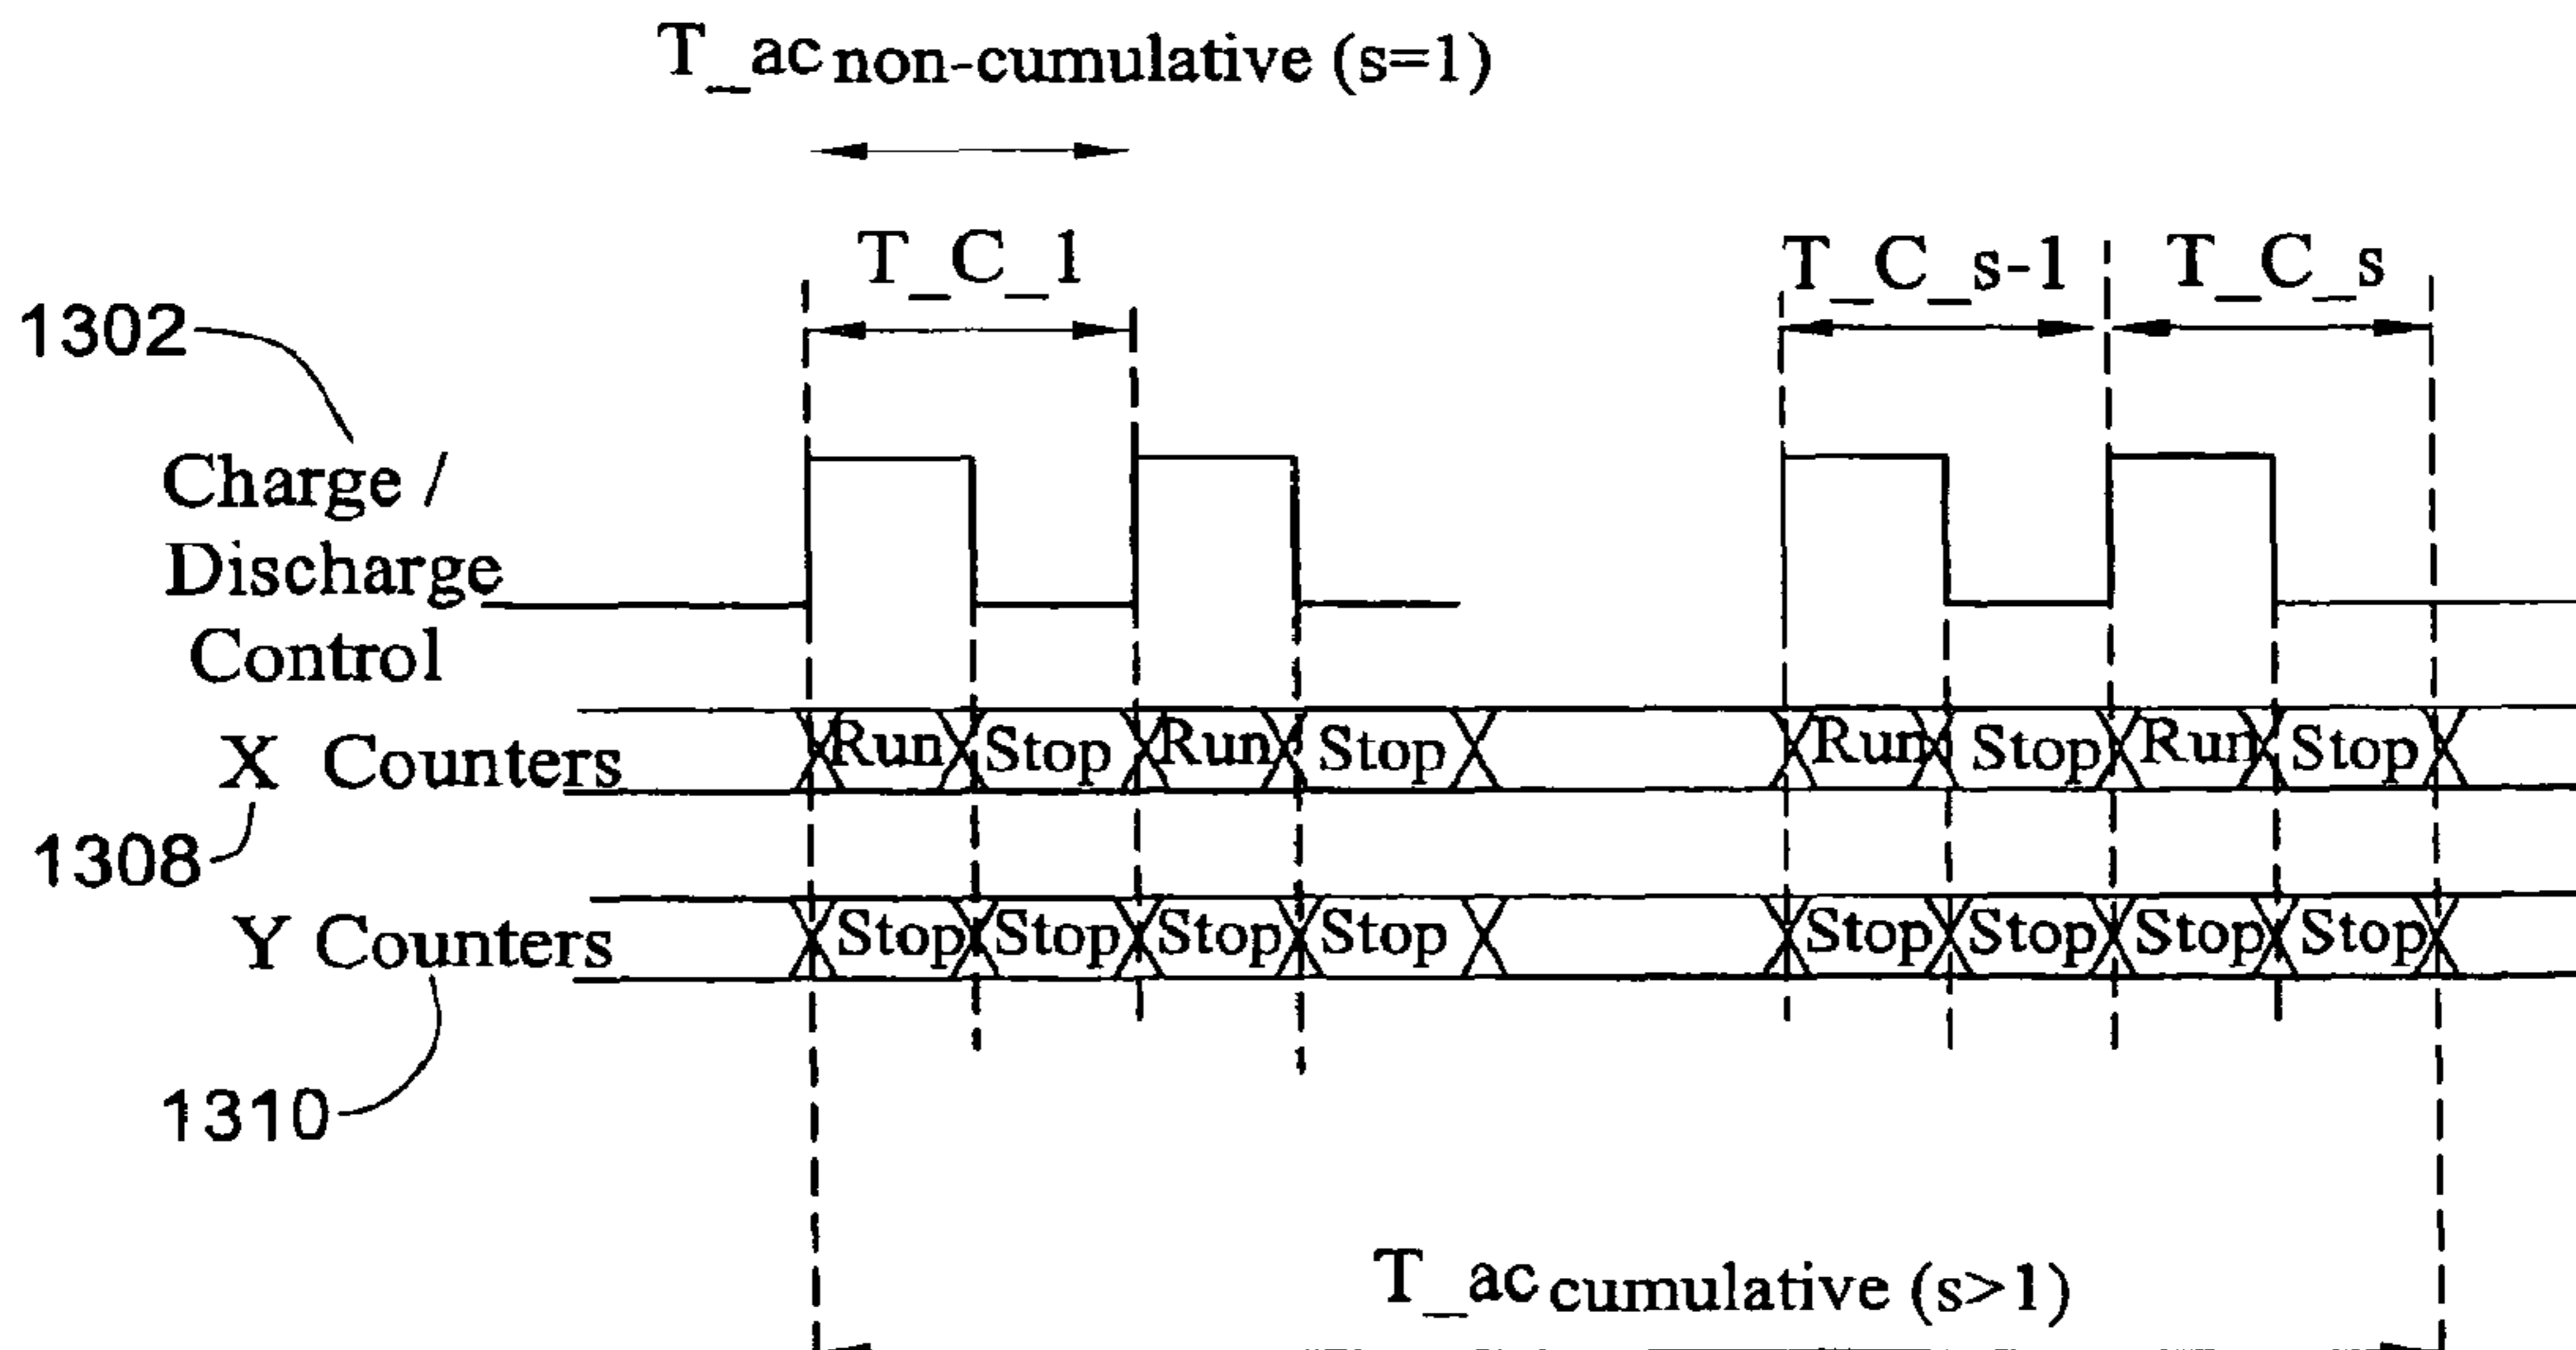 T_ac non-cumulative (s=1)
T_C_1
T_C_s-1
T_C_s
1302
Charge /
Discharge
Control
X Counters
Run Stop Run Stop Run Stop Run Stop
1308
Y Counters
Stop Stop Stop Stop Stop Stop Stop Stop
1310
T_ac cumulative (s>1)